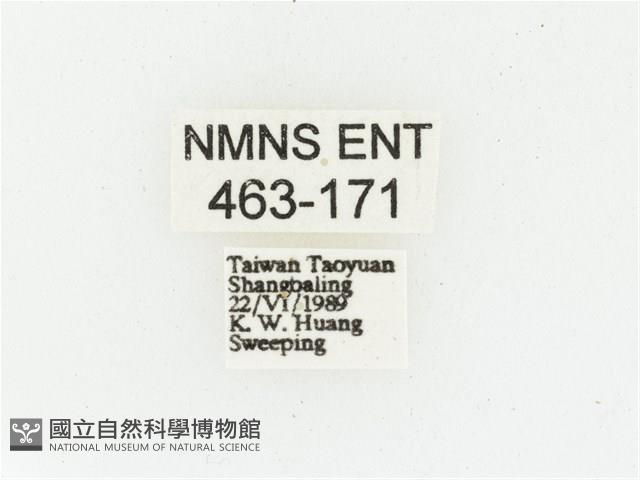 NMNS ENT
463-171
Taiwan Taoyuan
Shangbaling
22/VI/1989
K. W. Huang
Sweeping
國立自然科學博物館
NATIONAL MUSEUM OF NATURAL SCIENCE